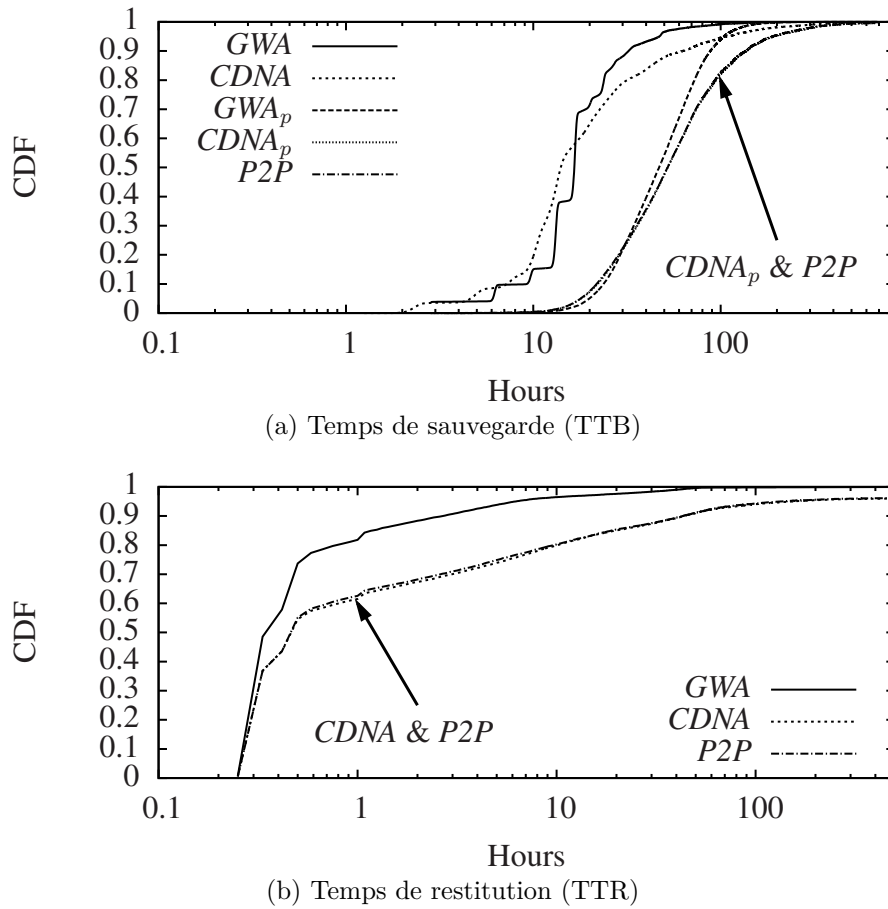 1
0.9
0.8
0.7
0.6
0.5
0.4
0.3
0.2
0.1
0
CDF
GWA
CDNA
GWAp
CDNAp
P2P
CDNAp & P2P
0.1 1 10 100
Hours
(a) Temps de sauvegarde (TTB)
1
0.9
0.8
0.7
0.6
0.5
0.4
0.3
0.2
0.1
0
CDF
CDNA & P2P
GWA
CDNA
P2P
0.1 1 10 100
Hours
(b) Temps de restitution (TTR)